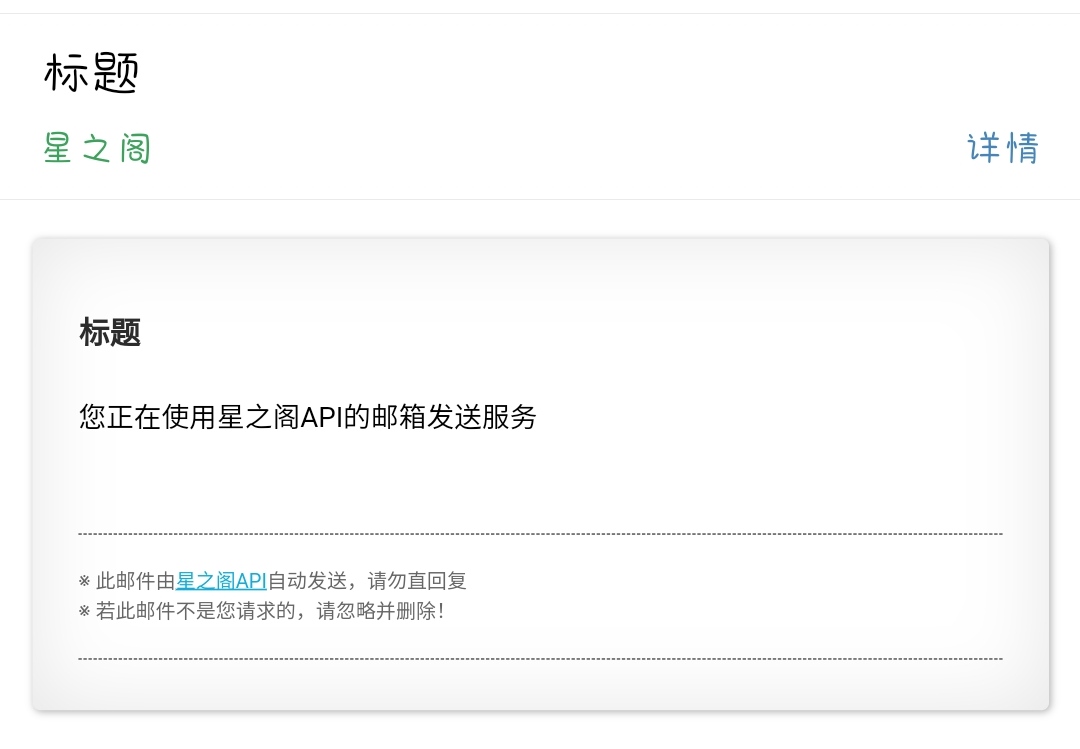 标题
星之阁
详情
标题
您正在使用星之阁API的邮箱发送服务
※ 此邮件由星之阁API自动发送，请勿直回复
※ 若此邮件不是您请求的，请忽略并删除！